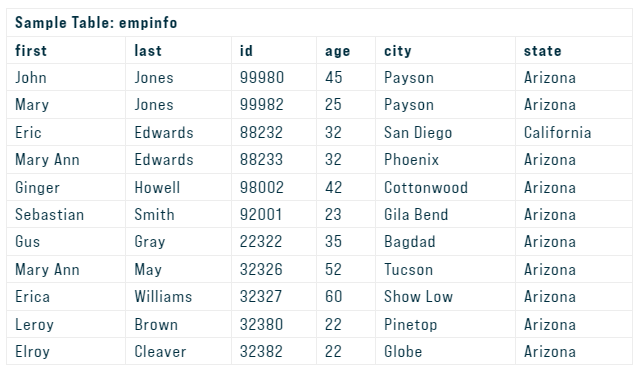 Sample Table: empinfo
first last id age city state
John Jones 99980 45 Payson Arizona
Mary Jones 99982 25 Payson Arizona
Eric Edwards 88232 32 San Diego California
Mary Ann Edwards 88233 32 Phoenix Arizona
Ginger Howell 98002 42 Cottonwood Arizona
Sebastian Smith 92001 23 Gila Bend Arizona
Gus Gray 22322 35 Bagdad Arizona
Mary Ann May 32326 52 Tucson Arizona
Erica Williams 32327 60 Show Low Arizona
Leroy Brown 32380 22 Pinetop Arizona
Elroy Cleaver 32382 22 Globe Arizona